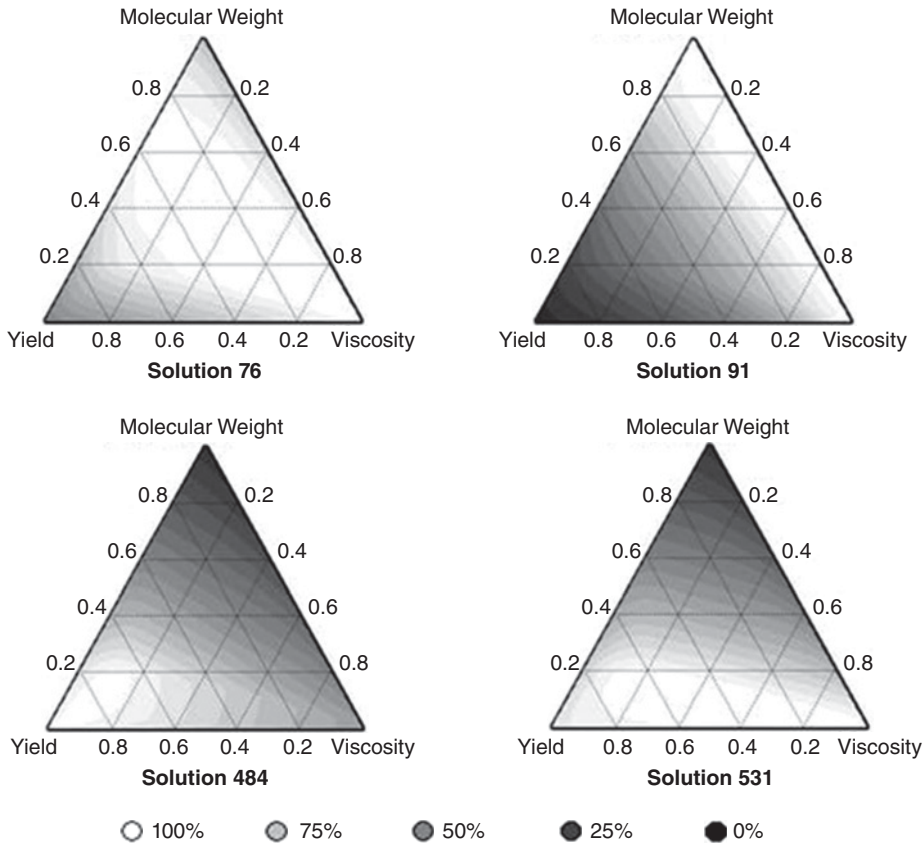 Molecular Weight Molecular Weight
0.8 0.2 0.8 0.2
0.6 0.4 0.6 0.4
0.4 0.6 0.4 0.6
0.2 0.8 0.2 0.8
Yield 0.8 0.6 0.4 0.2 Viscosity Yield 0.8 0.6 0.4 0.2 Viscosity
Solution 76 Solution 91
Molecular Weight Molecular Weight
0.8 0.2 0.8 0.2
0.6 0.4 0.6 0.4
0.4 0.6 0.4 0.6
0.2 0.8 0.2 0.8
Yield 0.8 0.6 0.4 0.2 Viscosity Yield 0.8 0.6 0.4 0.2 Viscosity
Solution 484 Solution 531
100% 75% 50% 25% 0%